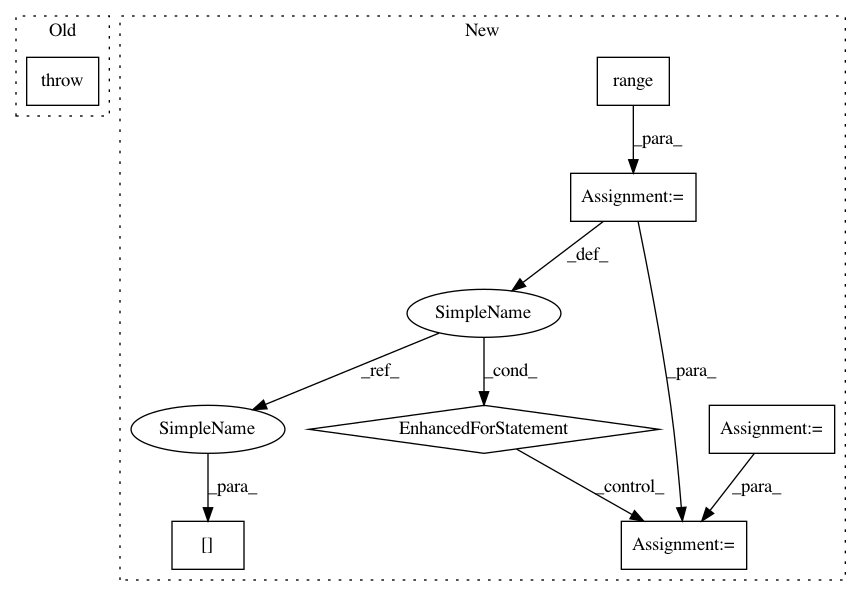 Old
New
throw
range
_para_
Assignment:=
_def_
SimpleName
_ref_
_cond_
_para_
SimpleName
EnhancedForStatement
Assignment:=
_para_
_control_
_para_
[]
Assignment:=